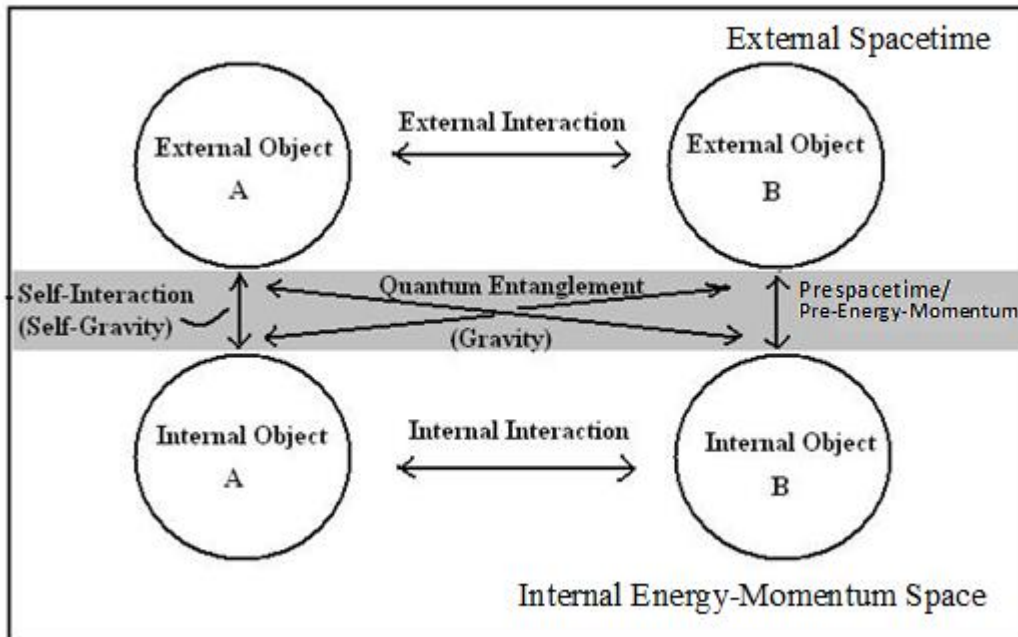 External Spacetime
External Object
A
External Interaction
External Object
B
Self-Interaction
(Self-Gravity)
Quantum Entanglement
(Gravity)
Prespacetime/
Pre-Energy-Momentum
Internal Object
A
Internal Interaction
Internal Object
B
Internal Energy-Momentum Space